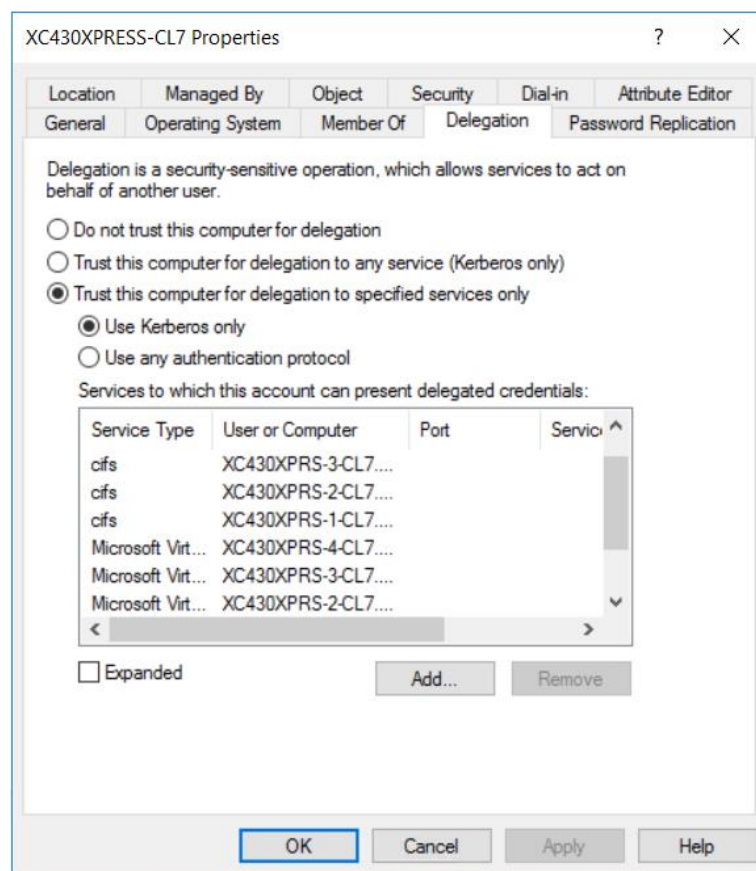 XC430XPRESS-CL7 Properties ? ×
Location Managed By Object Security Dial-in Attribute Editor
General Operating System Member Of Delegation Password Replication
Delegation is a security-sensitive operation, which allows services to act on
behalf of another user.
Do not trust this computer for delegation
Trust this computer for delegation to any service (Kerberos only)
Trust this computer for delegation to specified services only
Use Kerberos only
Use any authentication protocol
Services to which this account can present delegated credentials:
Service Type User or Computer Port Servic
cifs XC430XPRS-3-CL7....
cifs XC430XPRS-2-CL7....
cifs XC430XPRS-1-CL7....
Microsoft Virt... XC430XPRS-4-CL7....
Microsoft Virt... XC430XPRS-3-CL7....
Microsoft Virt... XC430XPRS-2-CL7....
Expanded Add... Remove
OK Cancel Apply Help